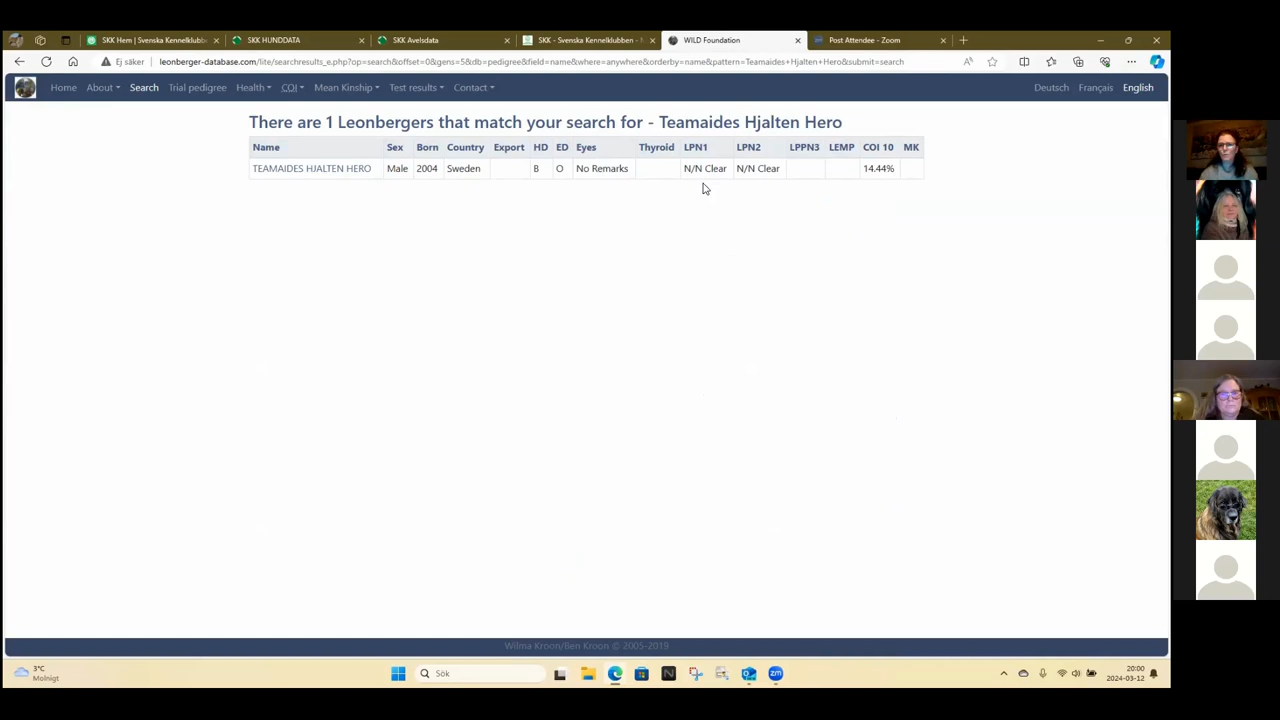 SKK Hem | Svenska Kennelklubb
SKK HUNDDATA
SKK Avelsdata
SKK - Svenska Kennelklubben -
WILD Foundation
Post Attendee - Zoom
Ej säker
leonberger-database.com/lite/searchresults_e.php?op=search&offset=0&gens=5&db=pedigree&field=name&where=anywhere&orderby=name&pattern=Teamaides+Hjalten+Hero&submit=search
Home About Search Trial pedigree Health COI Mean Kinship Test results Contact Deutsch Français English
There are 1 Leonbergers that match your search for - Teamaides Hjalten Hero
Name Sex Born Country Export HD ED Eyes Thyroid LPN1 LPN2 LPPN3 LEMP COI 10 MK
TEAMAIDES HJALTEN HERO Male 2004 Sweden B O No Remarks N/N Clear N/N Clear 14.44%
Wilma Kroon/Ben Kroon © 2005-2019
3°C
Molnigt
Sök
zm
20:00
2024-03-12